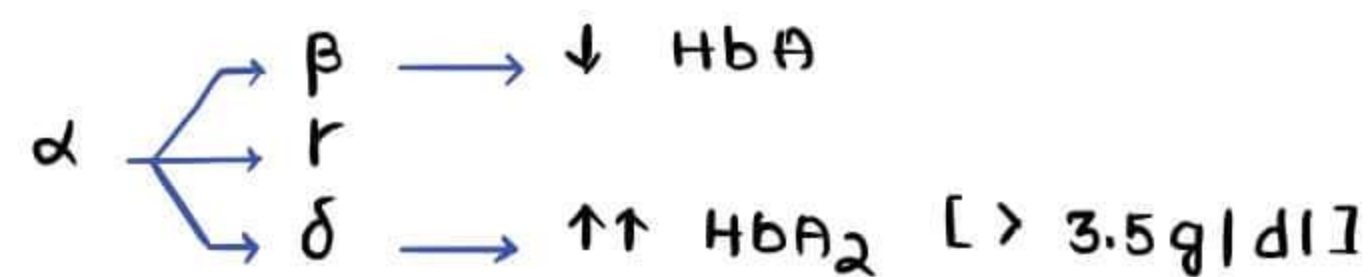 β → ↓ HbA
α → r
δ → ↑↑ HbA₂ [ > 3.5g|dl]